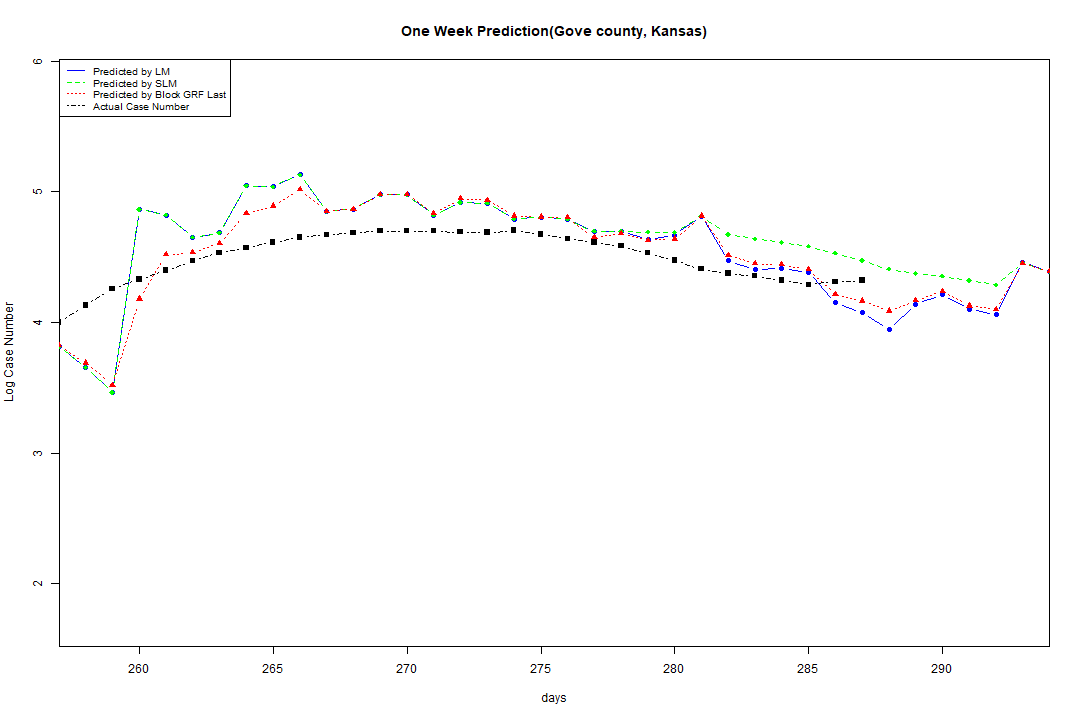 One Week Prediction(Gove county, Kansas)
Predicted by LM
Predicted by SLM
Predicted by Block GRF Last
Actual Case Number
6
5
4
3
2
Log Case Number
260 265 270 275 280 285 290
days